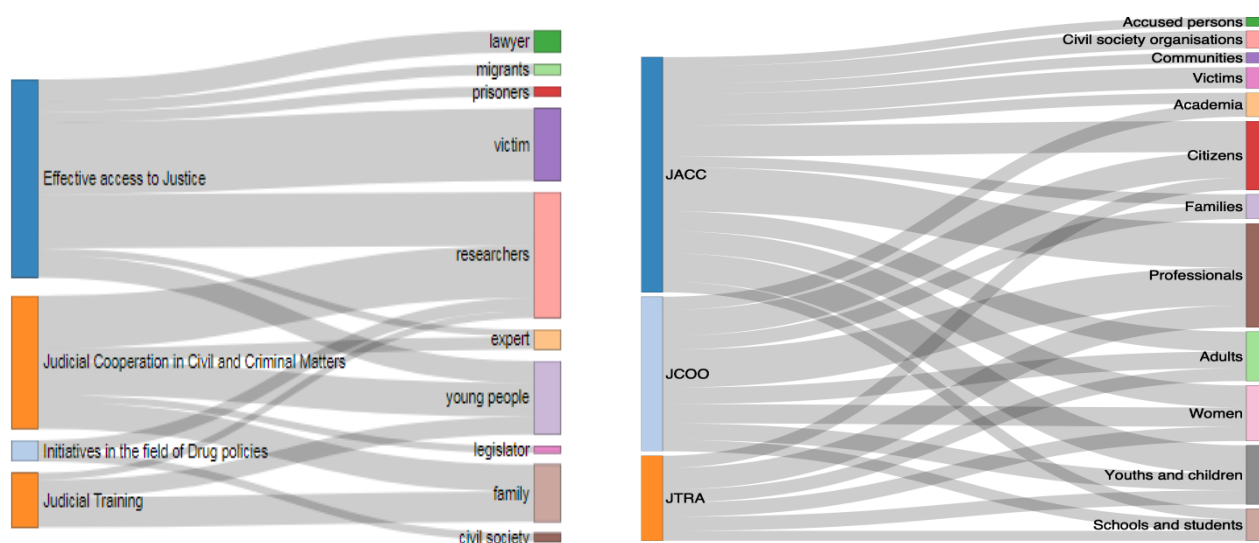 lawyer
migrants
prisoners
victim
Effective access to Justice
researchers
expert
Judicial Cooperation in Civil and Criminal Matters
young people
legislator
Initiatives in the field of Drug policies
family
Judicial Training
civil society
Accused persons
Civil society organisations
Communities
Victims
Academia
Citizens
JACC
Families
Professionals
Adults
JCOO
Women
Youths and children
JTRA
Schools and students